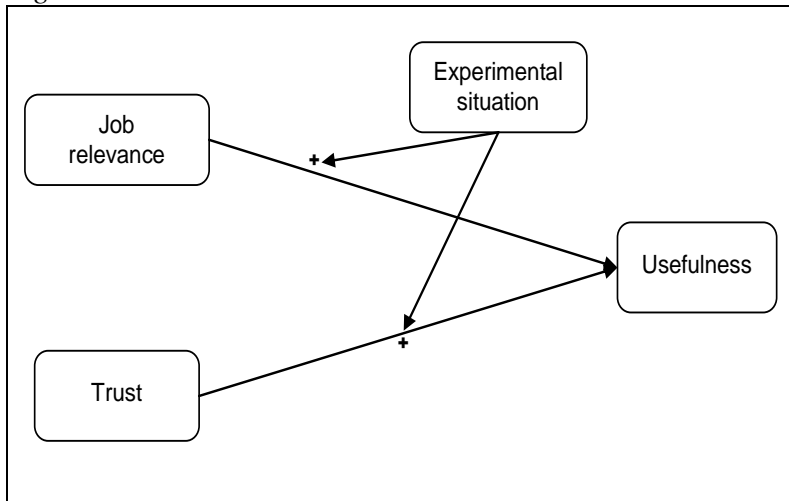 Experimental
situation
Job
relevance
+
Usefulness
+
Trust